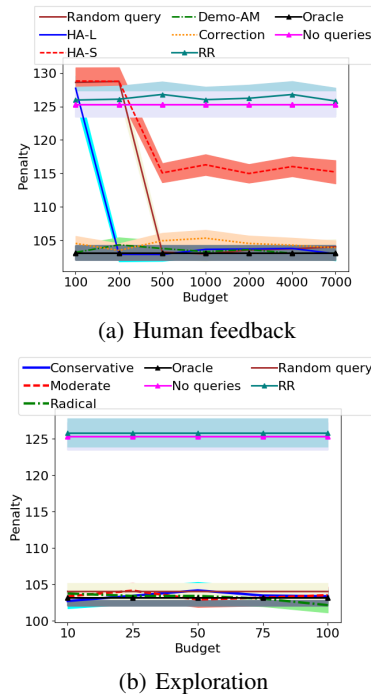 Random query Demo-AM Oracle
HA-L Correction No queries
HA-S RR
130
125
120
115
110
105
Penalty
100 200 500 1000 2000 4000 7000
Budget
(a) Human feedback
Conservative Oracle Random query
Moderate No queries RR
Radical
125
120
115
110
105
100
Penalty
10 25 50 75 100
Budget
(b) Exploration